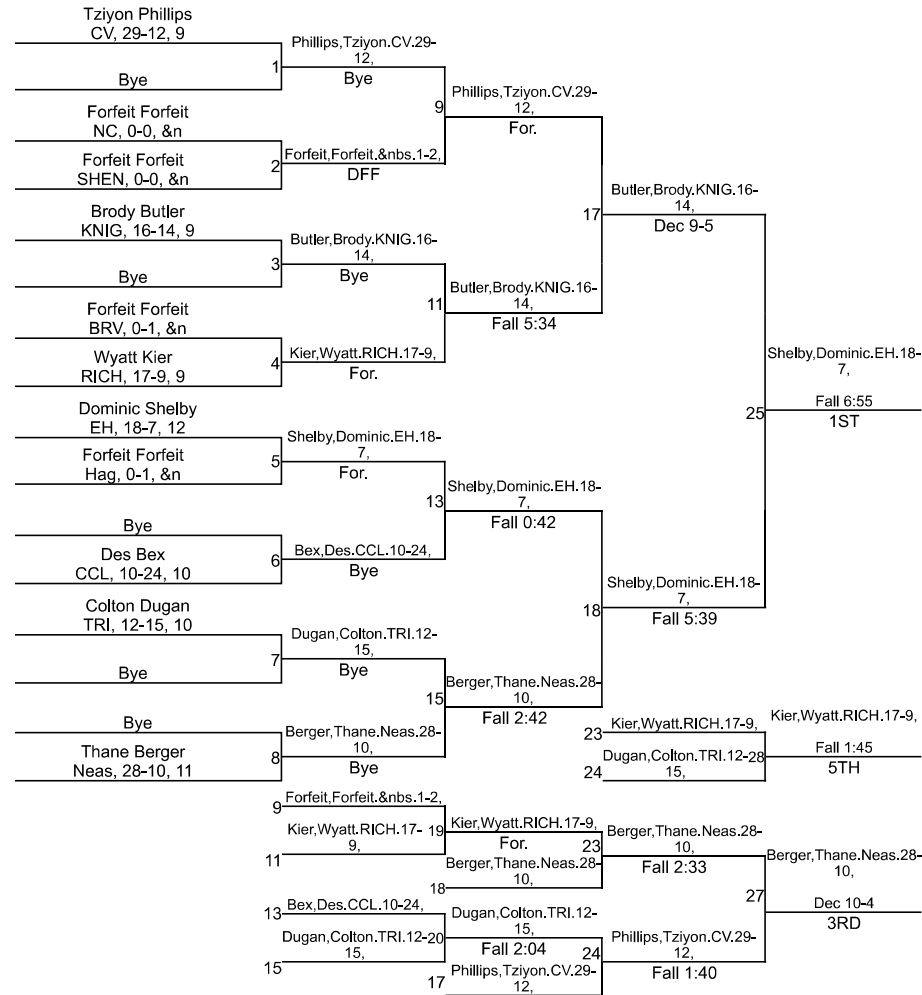 Tziyon Phillips
CV, 29-12, 9
Bye
1
Phillips,Tziyon.CV.29-
12,
Bye
Forfeit Forfeit
NC, 0-0, &n
Forfeit Forfeit
SHEN, 0-0, &n
2
Forfeit,Forfeit.&nbs.1-2,
DFF
9
Phillips,Tziyon.CV.29-
12,
For.
Brody Butler
KNIG, 16-14, 9
Bye
3
Butler,Brody.KNIG.16-
14,
Bye
Forfeit Forfeit
BRV, 0-1, &n
Wyatt Kier
RICH, 17-9, 9
4
Kier,Wyatt.RICH.17-9,
For.
11
Butler,Brody.KNIG.16-
14,
Fall 5:34
17
Butler,Brody.KNIG.16-
14,
Dec 9-5
Dominic Shelby
EH, 18-7, 12
Forfeit Forfeit
Hag, 0-1, &n
5
Shelby,Dominic.EH.18-
7,
For.
Bye
Des Bex
CCL, 10-24, 10
6
Bex,Des.CCL.10-24,
Bye
13
Shelby,Dominic.EH.18-
7,
Fall 0:42
Colton Dugan
TRI, 12-15, 10
Bye
7
Dugan,Colton.TRI.12-
15,
Bye
Bye
Thane Berger
Neas, 28-10, 11
8
Berger,Thane.Neas.28-
10,
Bye
15
Berger,Thane.Neas.28-
10,
Fall 2:42
18
Shelby,Dominic.EH.18-
7,
Fall 5:39
25
Shelby,Dominic.EH.18-
7,
Fall 6:55
1ST
23
Kier,Wyatt.RICH.17-9,
24
Dugan,Colton.TRI.12-
15,
28
Kier,Wyatt.RICH.17-9,
Fall 1:45
5TH
9
Forfeit,Forfeit.&nbs.1-2,
11
Kier,Wyatt.RICH.17-
9,
19
Kier,Wyatt.RICH.17-9,
For.
18
Berger,Thane.Neas.28-
10,
23
Berger,Thane.Neas.28-
10,
Fall 2:33
13
Bex,Des.CCL.10-24,
15
Dugan,Colton.TRI.12-
15,
20
Dugan,Colton.TRI.12-
15,
Fall 2:04
17
Phillips,Tziyon.CV.29-
12,
24
Phillips,Tziyon.CV.29-
12,
Fall 1:40
27
Berger,Thane.Neas.28-
10,
Dec 10-4
3RD